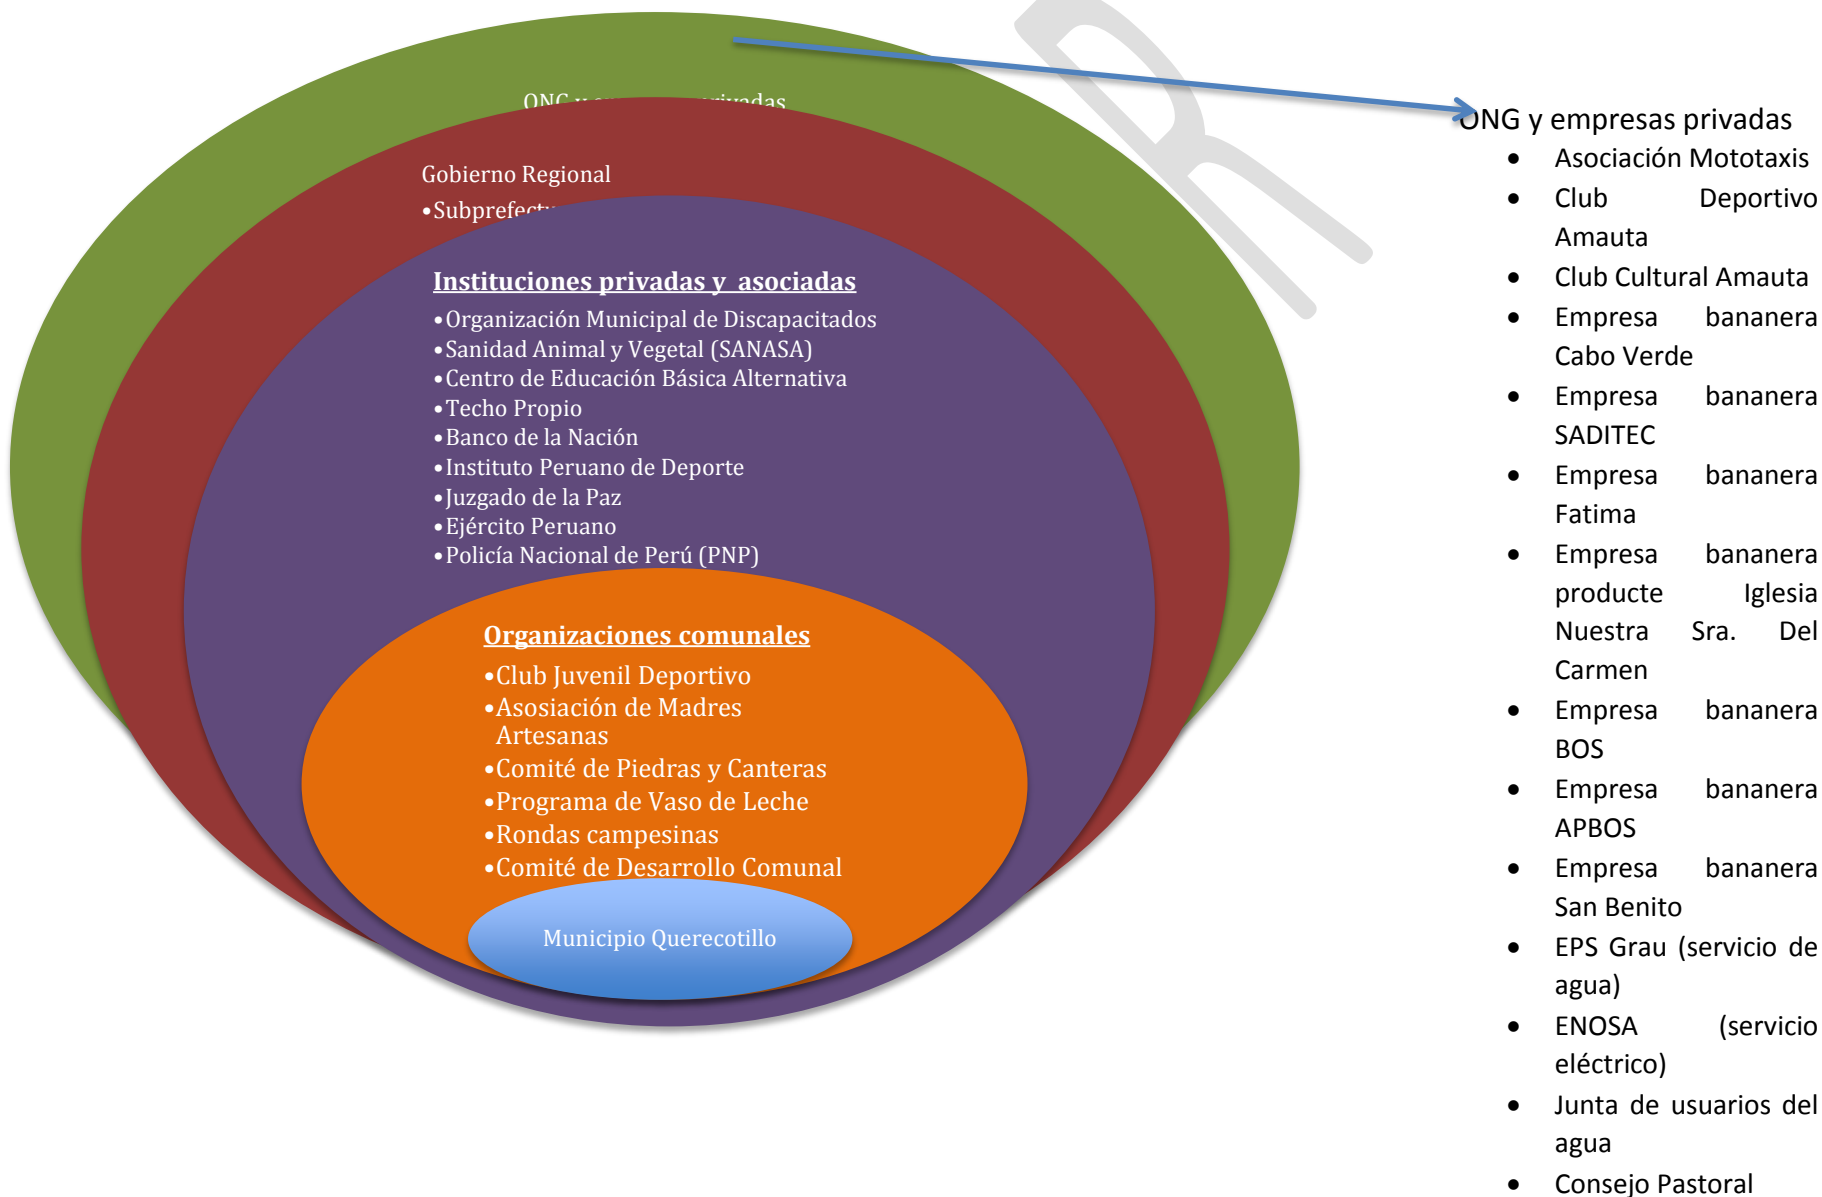 ONG y privadas
Gobierno Regional
•Subprefectu
Instituciones privadas y asociadas
•Organización Municipal de Discapacitados
•Sanidad Animal y Vegetal (SANASA)
•Centro de Educación Básica Alternativa
•Techo Propio
•Banco de la Nación
•Instituto Peruano de Deporte
•Juzgado de la Paz
•Ejército Peruano
•Policía Nacional de Perú (PNP)
Organizaciones comunales
•Club Juvenil Deportivo
•Asosiación de Madres
Artesanas
•Comité de Piedras y Canteras
•Programa de Vaso de Leche
•Rondas campesinas
•Comité de Desarrollo Comunal
Municipio Querecotillo
ONG y empresas privadas
• Asociación Mototaxis
• Club Deportivo
Amauta
• Club Cultural Amauta
• Empresa bananera
Cabo Verde
• Empresa bananera
SADITEC
• Empresa bananera
Fatima
• Empresa bananera
producte Iglesia
Nuestra Sra. Del
Carmen
• Empresa bananera
BOS
• Empresa bananera
APBOS
• Empresa bananera
San Benito
• EPS Grau (servicio de
agua)
• ENOSA (servicio
eléctrico)
• Junta de usuarios del
agua
• Consejo Pastoral
R